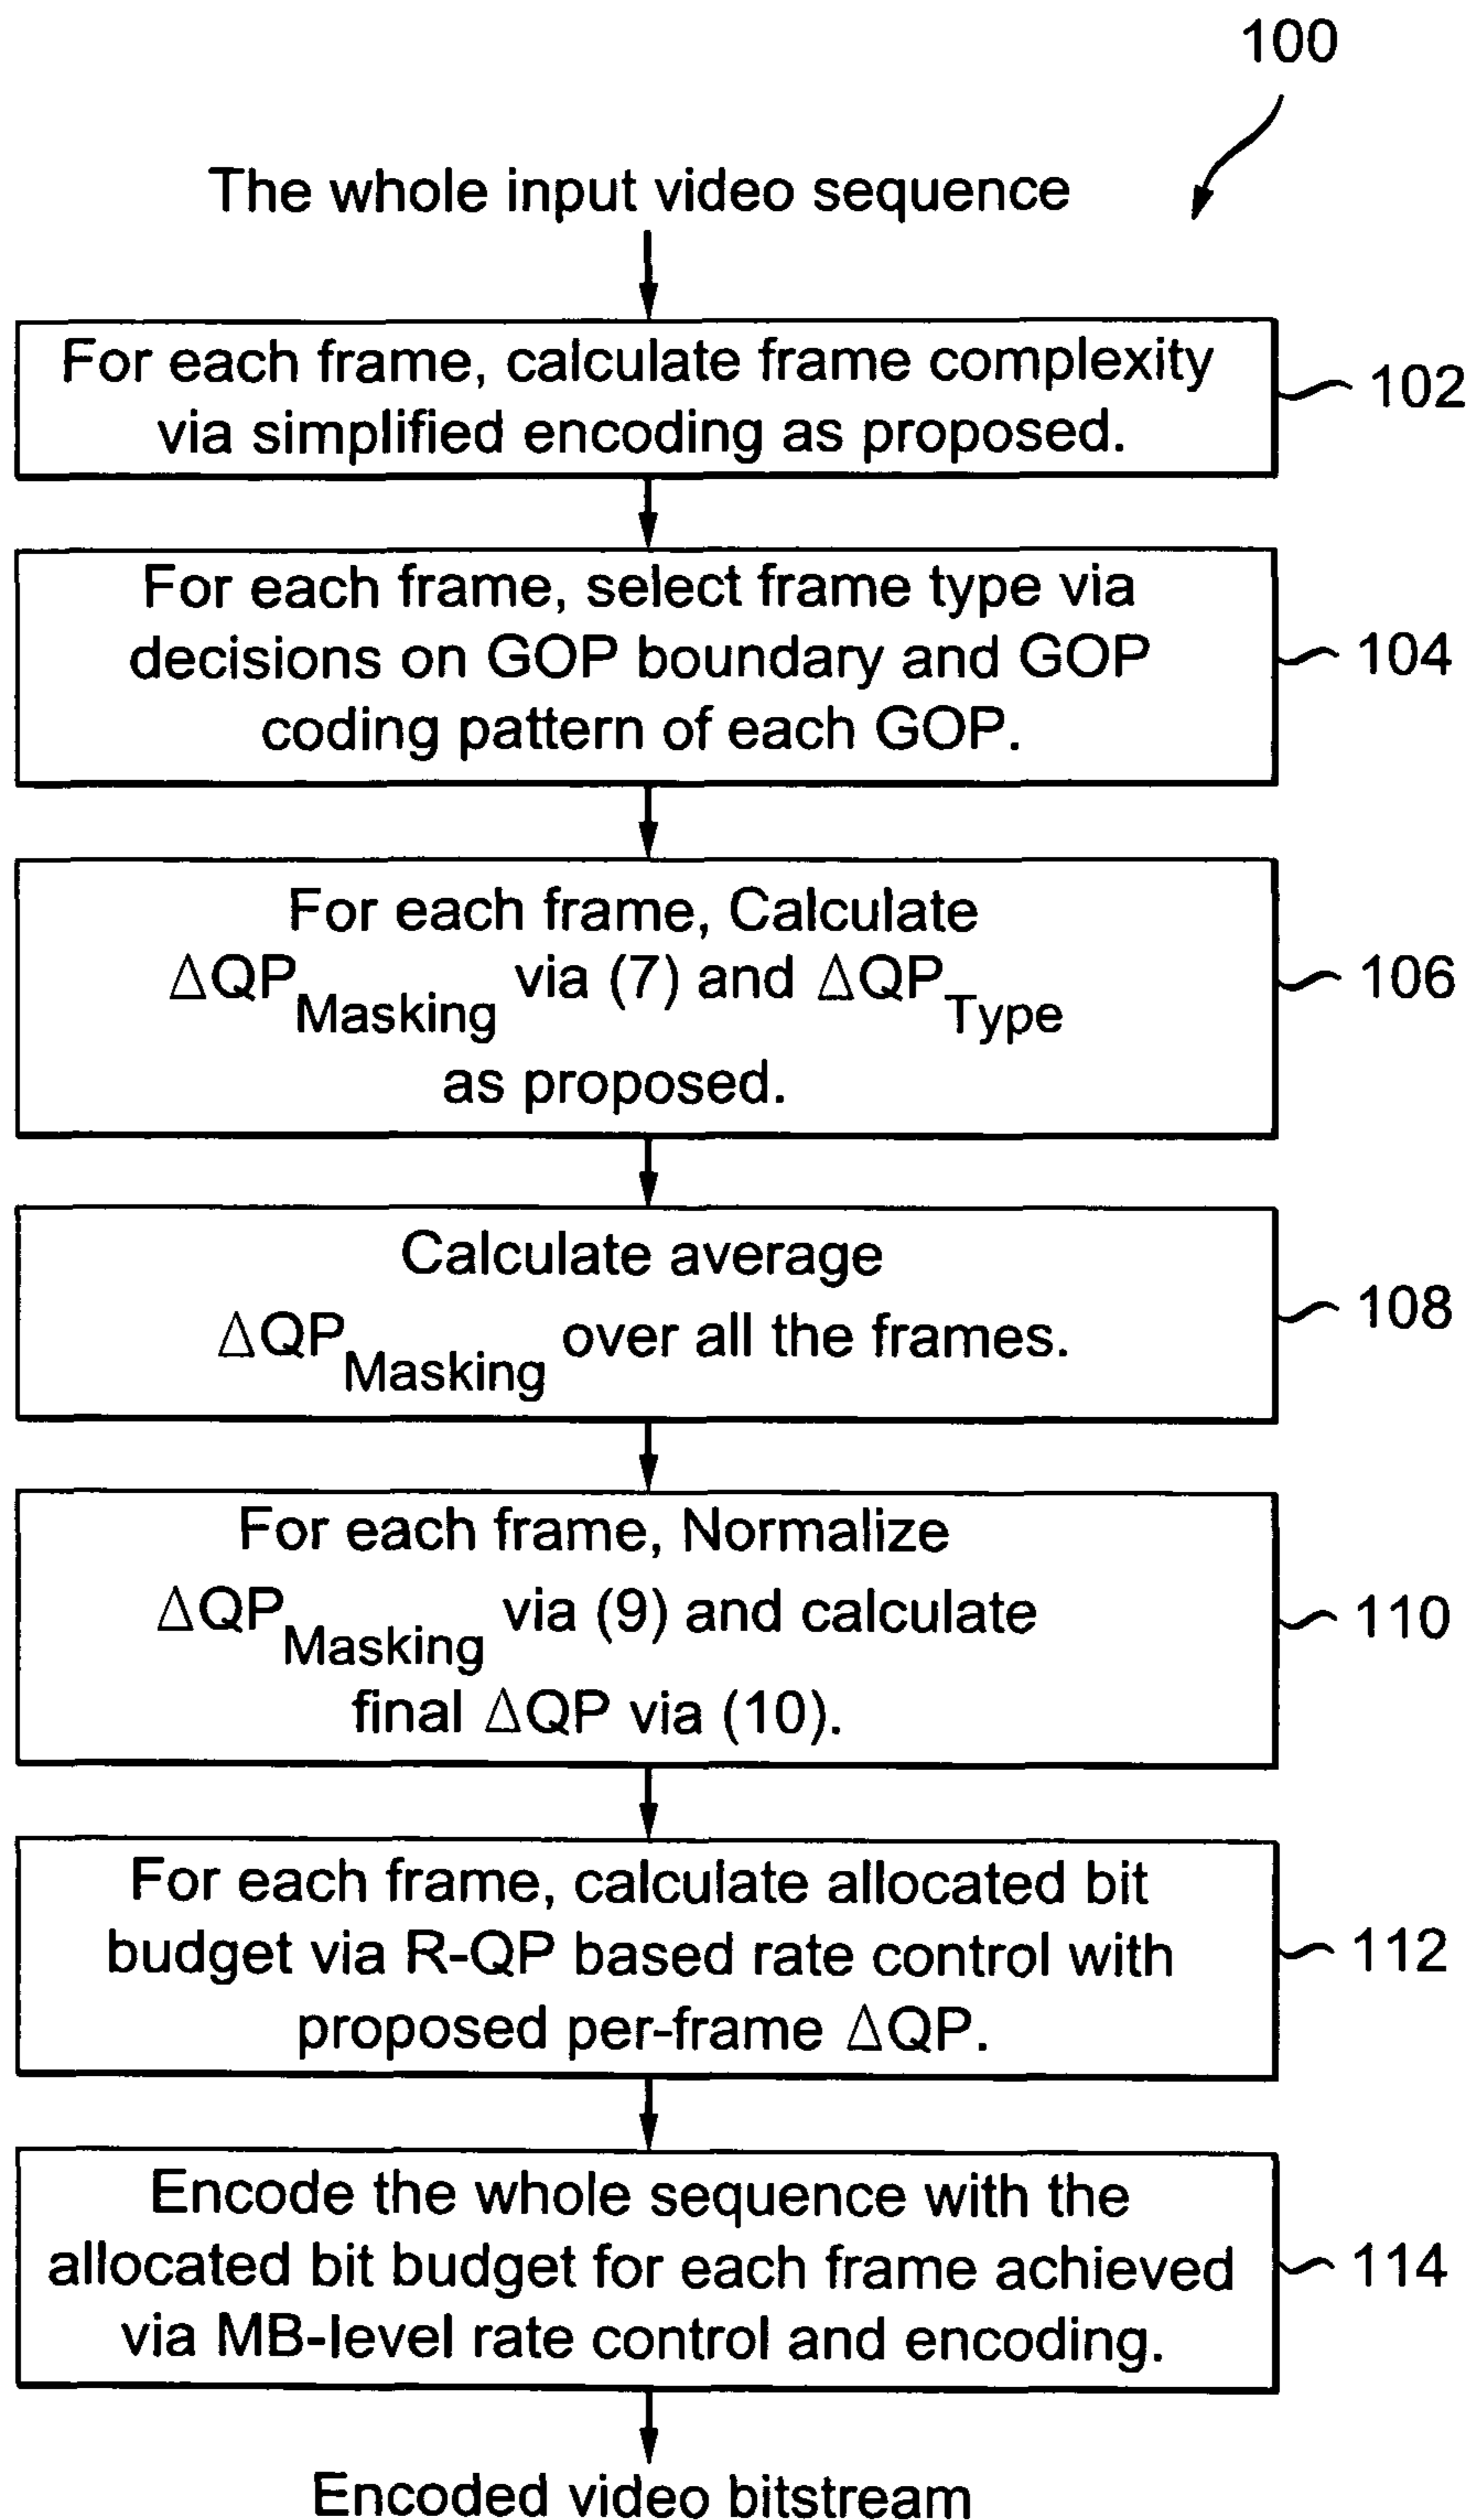 100
The whole input video sequence
For each frame, calculate frame complexity
via simplified encoding as proposed.
102
For each frame, select frame type via
decisions on GOP boundary and GOP
coding pattern of each GOP.
104
For each frame, Calculate
ΔQP Masking via (7) and ΔQP Type
as proposed.
106
Calculate average
ΔQP Masking over all the frames.
108
For each frame, Normalize
ΔQP Masking via (9) and calculate
final ΔQP via (10).
110
For each frame, calculate allocated bit
budget via R-QP based rate control with
proposed per-frame ΔQP.
112
Encode the whole sequence with the
allocated bit budget for each frame achieved
via MB-level rate control and encoding.
114
Encoded video bitstream